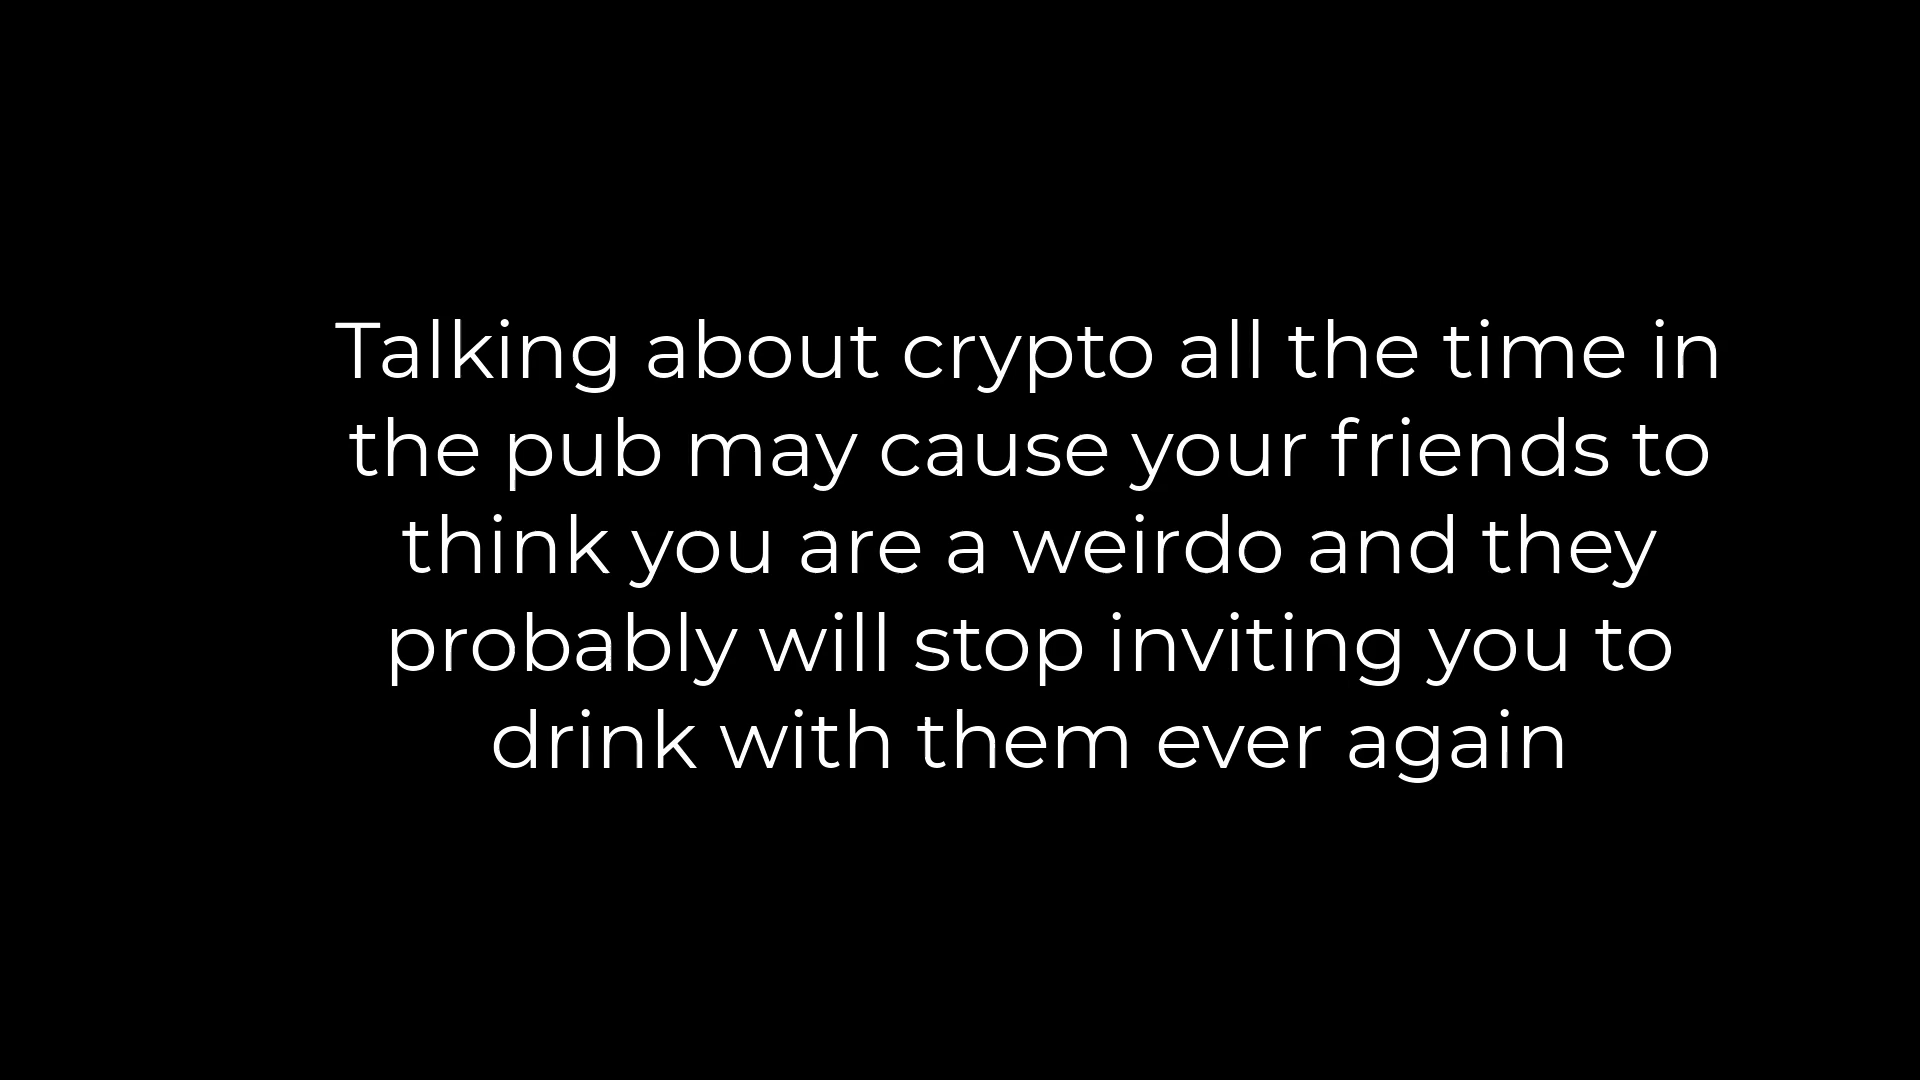 Talking about crypto all the time in
the pub may cause your friends to
think you are a weirdo and they
probably will stop inviting you to
drink with them ever again